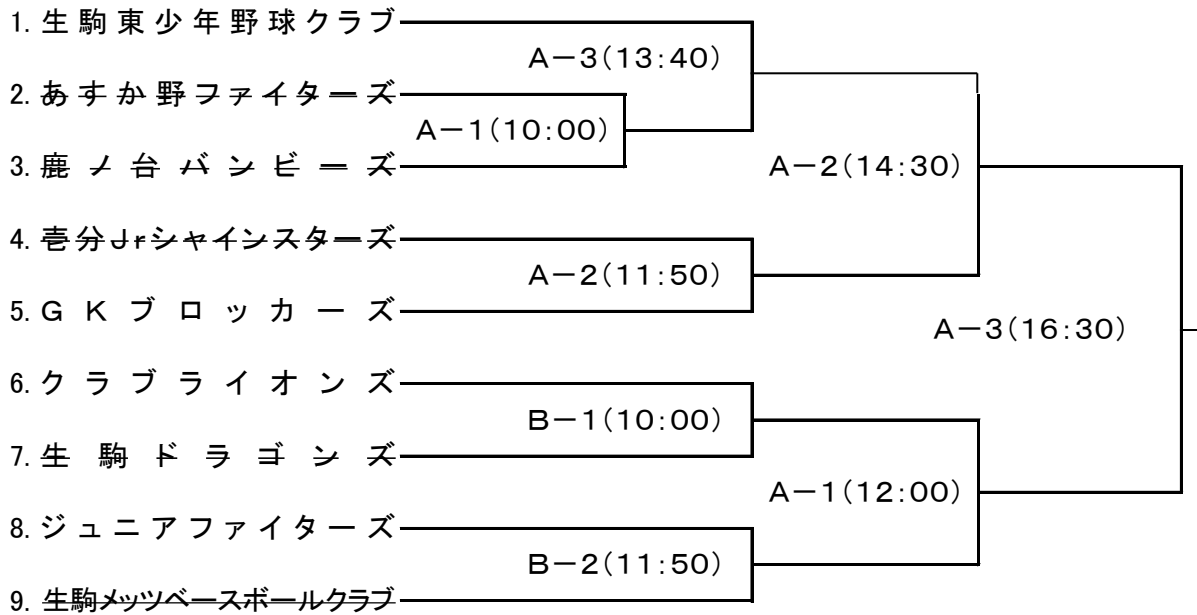 1. 生駒東少年野球クラブ
A－3(13:40)
2. あすか野ファイターズ
A－1(10:00)
3. 鹿ノ台バンビーズ
A－2(14:30)
4. 壱分Jrシャインスターズ
A－2(11:50)
5. GKブロッカーズ
A－3(16:30)
6. クラブライオンズ
B－1(10:00)
7. 生駒ドラゴンズ
A－1(12:00)
8. ジュニアファイターズ
B－2(11:50)
9. 生駒メッツベースボールクラブ